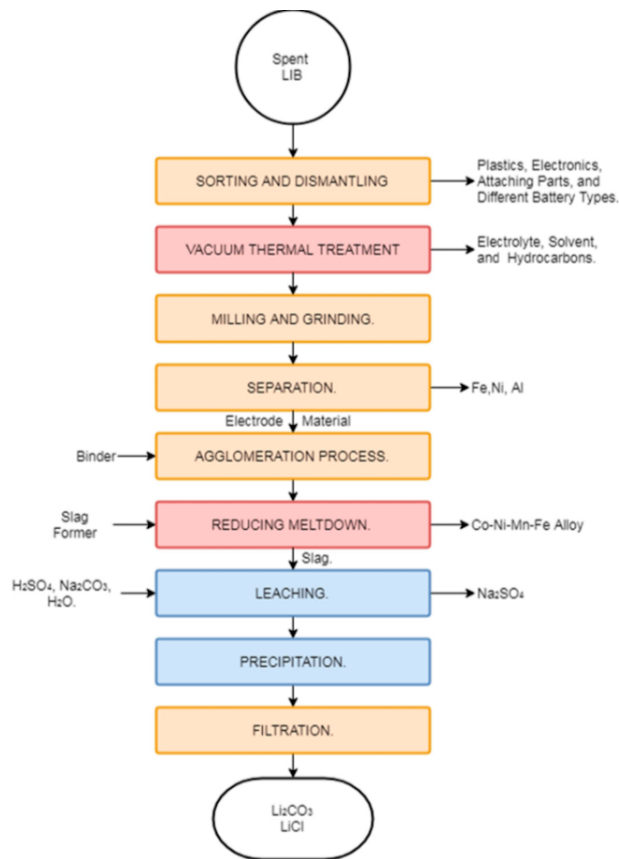 Spent
LIB
SORTING AND DISMANTLING
Plastics, Electronics,
Attaching Parts, and
Different Battery Types.
VACUUM THERMAL TREATMENT
Electrolyte, Solvent,
and Hydrocarbons.
MILLING AND GRINDING.
SEPARATION.
Fe,Ni, Al
Electrode Material
Binder
AGGLOMERATION PROCESS.
Slag
Former
REDUCING MELTDOWN.
Co-Ni-Mn-Fe Alloy
Slag.
H₂SO₄, Na₂CO₃,
H₂O.
LEACHING.
Na₂SO₄
PRECIPITATION.
FILTRATION.
Li₂CO₃
LiCl